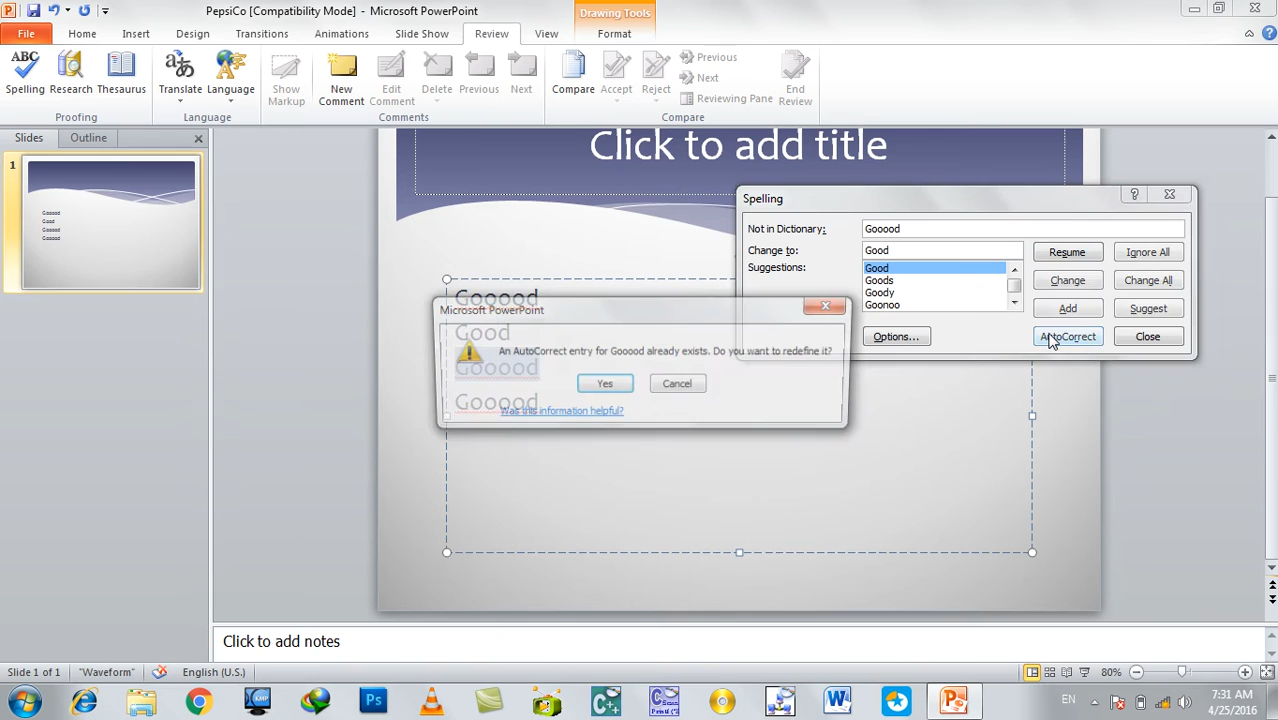 PepsiCo [Compatibility Mode] - Microsoft PowerPoint
Drawing Tools
File Home Insert Design Transitions Animations Slide Show Review View Format
ABC
Spelling Research Thesaurus
Proofing
Translate Language
Language
Show Markup
New Comment
Edit Comment
Delete
Previous
Next
Comments
Compare
Accept
Reject
Previous
Next
Reviewing Pane
End Review
Compare
Slides Outline
1
Click to add title
Spelling
Not in Dictionary: Gooood
Change to: Good
Suggestions: Good
Goods
Goody
Goonoo
Resume Ignore All
Change Change All
Add Suggest
Options... AutoCorrect Close
Gooood
Good
Gooood
Gooood
Microsoft PowerPoint
An AutoCorrect entry for Gooood already exists. Do you want to redefine it?
Yes Cancel
Was this information helpful?
Click to add notes
Slide 1 of 1 "Waveform" English (U.S.) 80%
EN
7:31 AM
4/25/2016